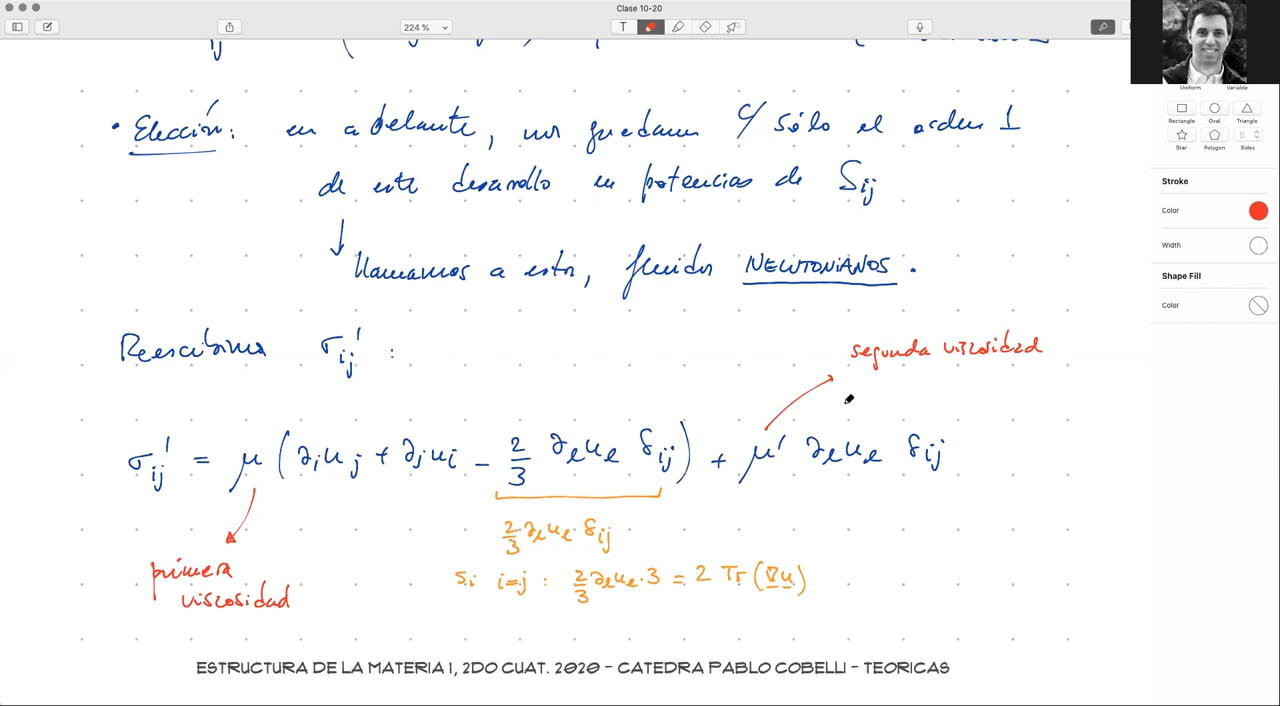 Clase 10-20
224 %
Uniform Variable
Rectangle Oval Triangle
Star Polygon 5 Sides
Stroke
Color
Width
Shape Fill
Color
• Elección: en adelante, nos quedamos c/ sólo el orden 1
de este desarrollo en potencias de Sij
↓ llamamos a estos, fluidos NEWTONIANOS.
Reescribimos σij' :
segunda viscosidad
σij' = μ (∂iuj + ∂jui - 2/3 ∂ℓuℓ δij) + μ' ∂ℓuℓ δij
2/3 ∂ℓuℓ δij
primera
viscosidad
Si i=j : 2/3 ∂ℓuℓ · 3 = 2 Tr (∇u)
ESTRUCTURA DE LA MATERIA 1, 2DO CUAT. 2020 - CATEDRA PABLO COBELLI - TEORICAS